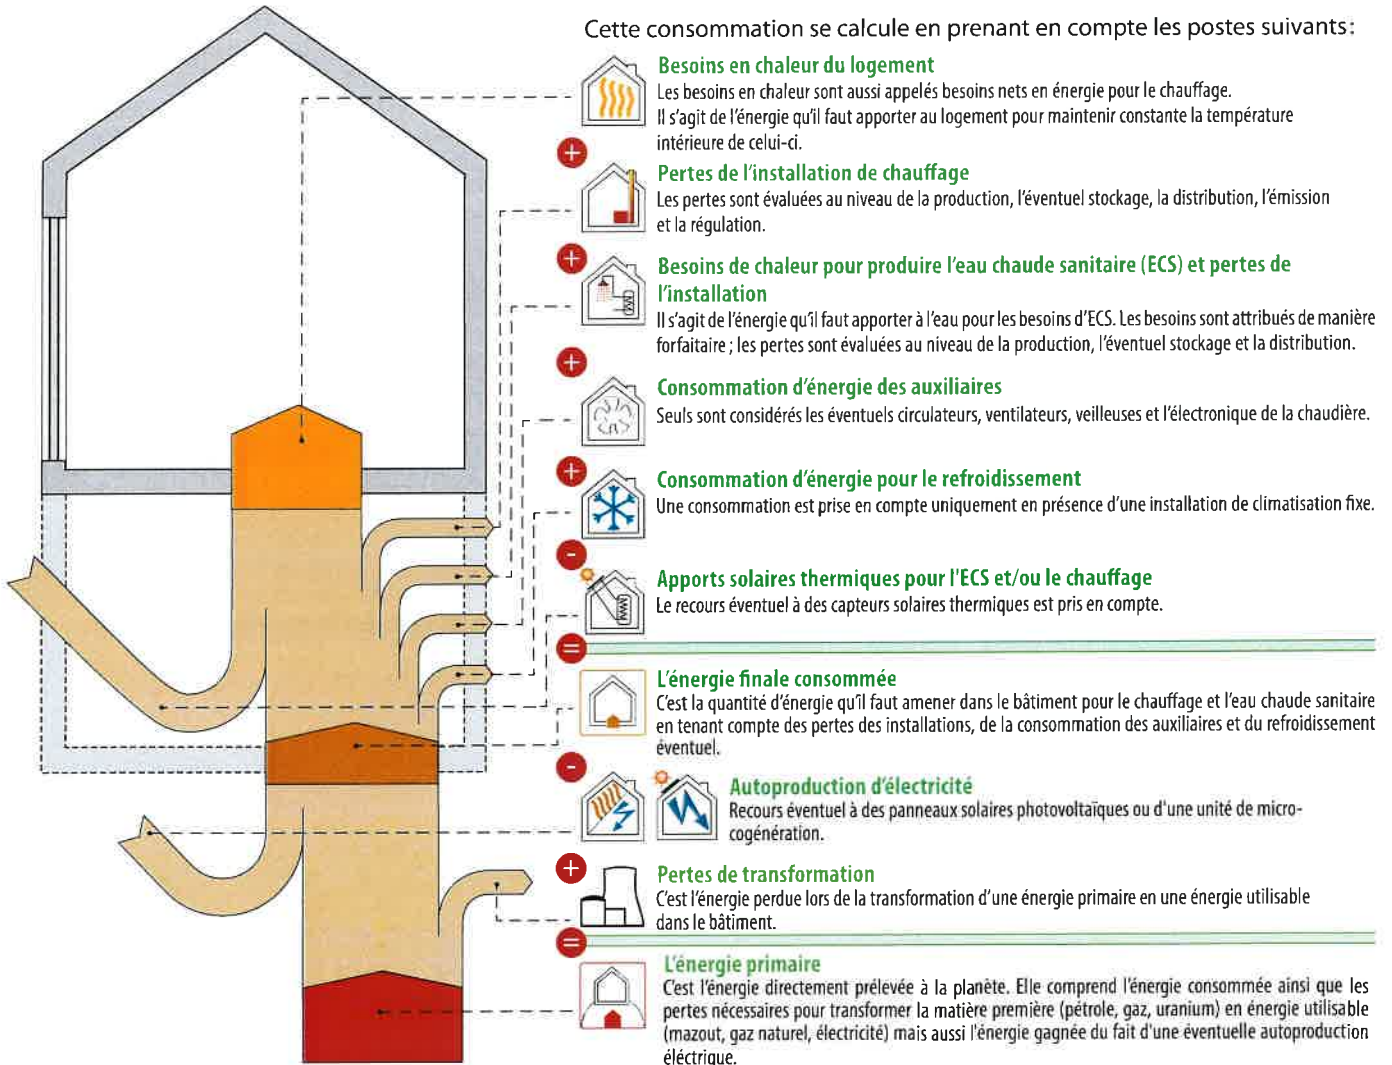 Cette consommation se calcule en prenant en compte les postes suivants:
Besoins en chaleur du logement
Les besoins en chaleur sont aussi appelés besoins nets en énergie pour le chauffage.
Il s'agit de l'énergie qu'il faut apporter au logement pour maintenir constante la température
intérieure de celui-ci.
+
Pertes de l'installation de chauffage
Les pertes sont évaluées au niveau de la production, l'éventuel stockage, la distribution, l'émission
et la régulation.
+
Besoins de chaleur pour produire l'eau chaude sanitaire (ECS) et pertes de
l'installation
Il s'agit de l'énergie qu'il faut apporter à l'eau pour les besoins d'ECS. Les besoins sont attribués de manière
forfaitaire ; les pertes sont évaluées au niveau de la production, l'éventuel stockage et la distribution.
+
Consommation d'énergie des auxiliaires
Seuls sont considérés les éventuels circulateurs, ventilateurs, veilleuses et l'électronique de la chaudière.
+
Consommation d'énergie pour le refroidissement
Une consommation est prise en compte uniquement en présence d'une installation de climatisation fixe.
-
Apports solaires thermiques pour l'ECS et/ou le chauffage
Le recours éventuel à des capteurs solaires thermiques est pris en compte.
=
L'énergie finale consommée
C'est la quantité d'énergie qu'il faut amener dans le bâtiment pour le chauffage et l'eau chaude sanitaire
en tenant compte des pertes des installations, de la consommation des auxiliaires et du refroidissement
éventuel.
-
Autoproduction d'électricité
Recours éventuel à des panneaux solaires photovoltaïques ou d'une unité de micro-
cogénération.
+
Pertes de transformation
C'est l'énergie perdue lors de la transformation d'une énergie primaire en une énergie utilisable
dans le bâtiment.
=
L'énergie primaire
C'est l'énergie directement prélevée à la planète. Elle comprend l'énergie consommée ainsi que les
pertes nécessaires pour transformer la matière première (pétrole, gaz, uranium) en énergie utilisable
(mazout, gaz naturel, électricité) mais aussi l'énergie gagnée du fait d'une éventuelle autoproduction
éléctrique.